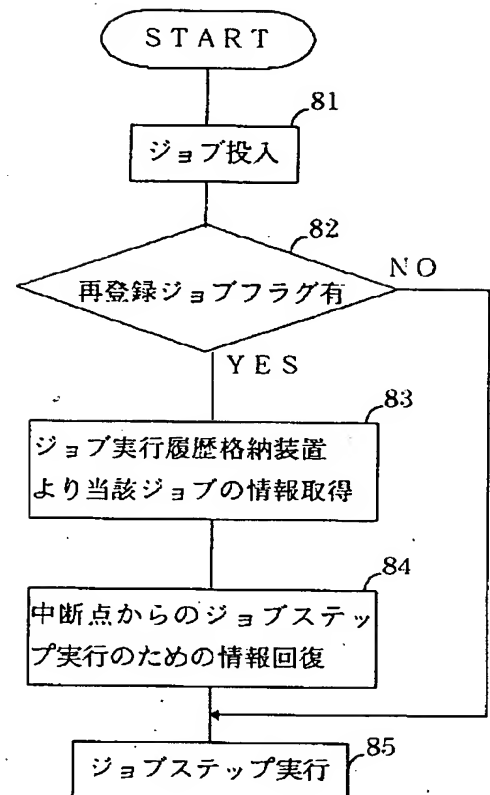 START
81
ジョブ投入
82
再登録ジョブフラグ有
NO
YES
83
ジョブ実行履歴格納装置
より当該ジョブの情報取得
84
中断点からのジョブステッ
プ実行のための情報回復
85
ジョブステップ実行